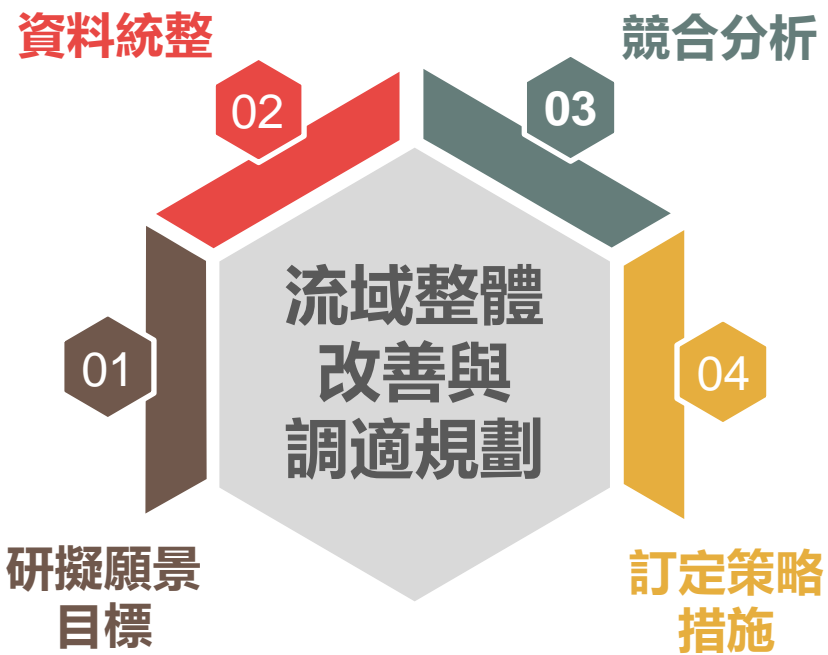 資料統整
競合分析
02
03
流域整體
改善與
調適規劃
01
04
研擬願景
目標
訂定策略
措施